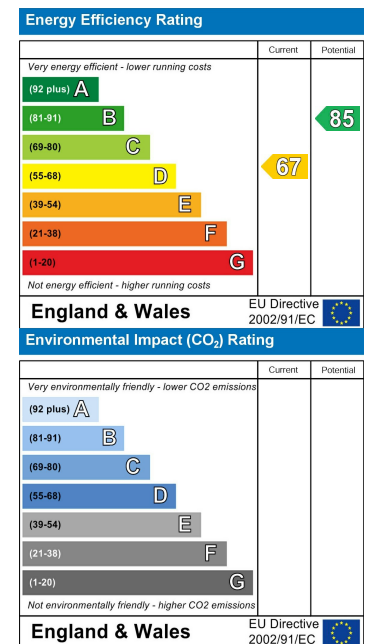 Energy Efficiency Rating
Current Potential
Very energy efficient - lower running costs
(92 plus) A
(81-91) B 85
(69-80) C
(55-68) D 67
(39-54) E
(21-38) F
(1-20) G
Not energy efficient - higher running costs
England & Wales EU Directive 2002/91/EC
Environmental Impact (CO₂) Rating
Current Potential
Very environmentally friendly - lower CO2 emissions
(92 plus) A
(81-91) B
(69-80) C
(55-68) D
(39-54) E
(21-38) F
(1-20) G
Not environmentally friendly - higher CO2 emissions
England & Wales EU Directive 2002/91/EC